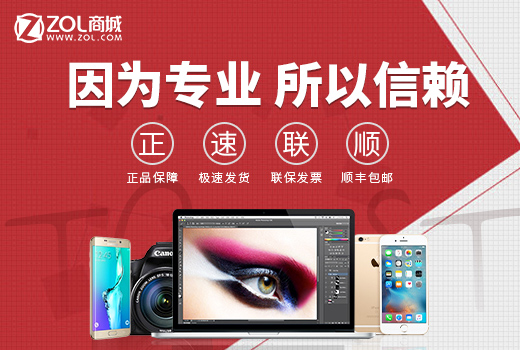 ZOL商城
WWW.ZOL.COM
因为专业 所以信赖
正 速 联 顺
正品保障 极速发货 联保发票 顺丰包邮
Canon